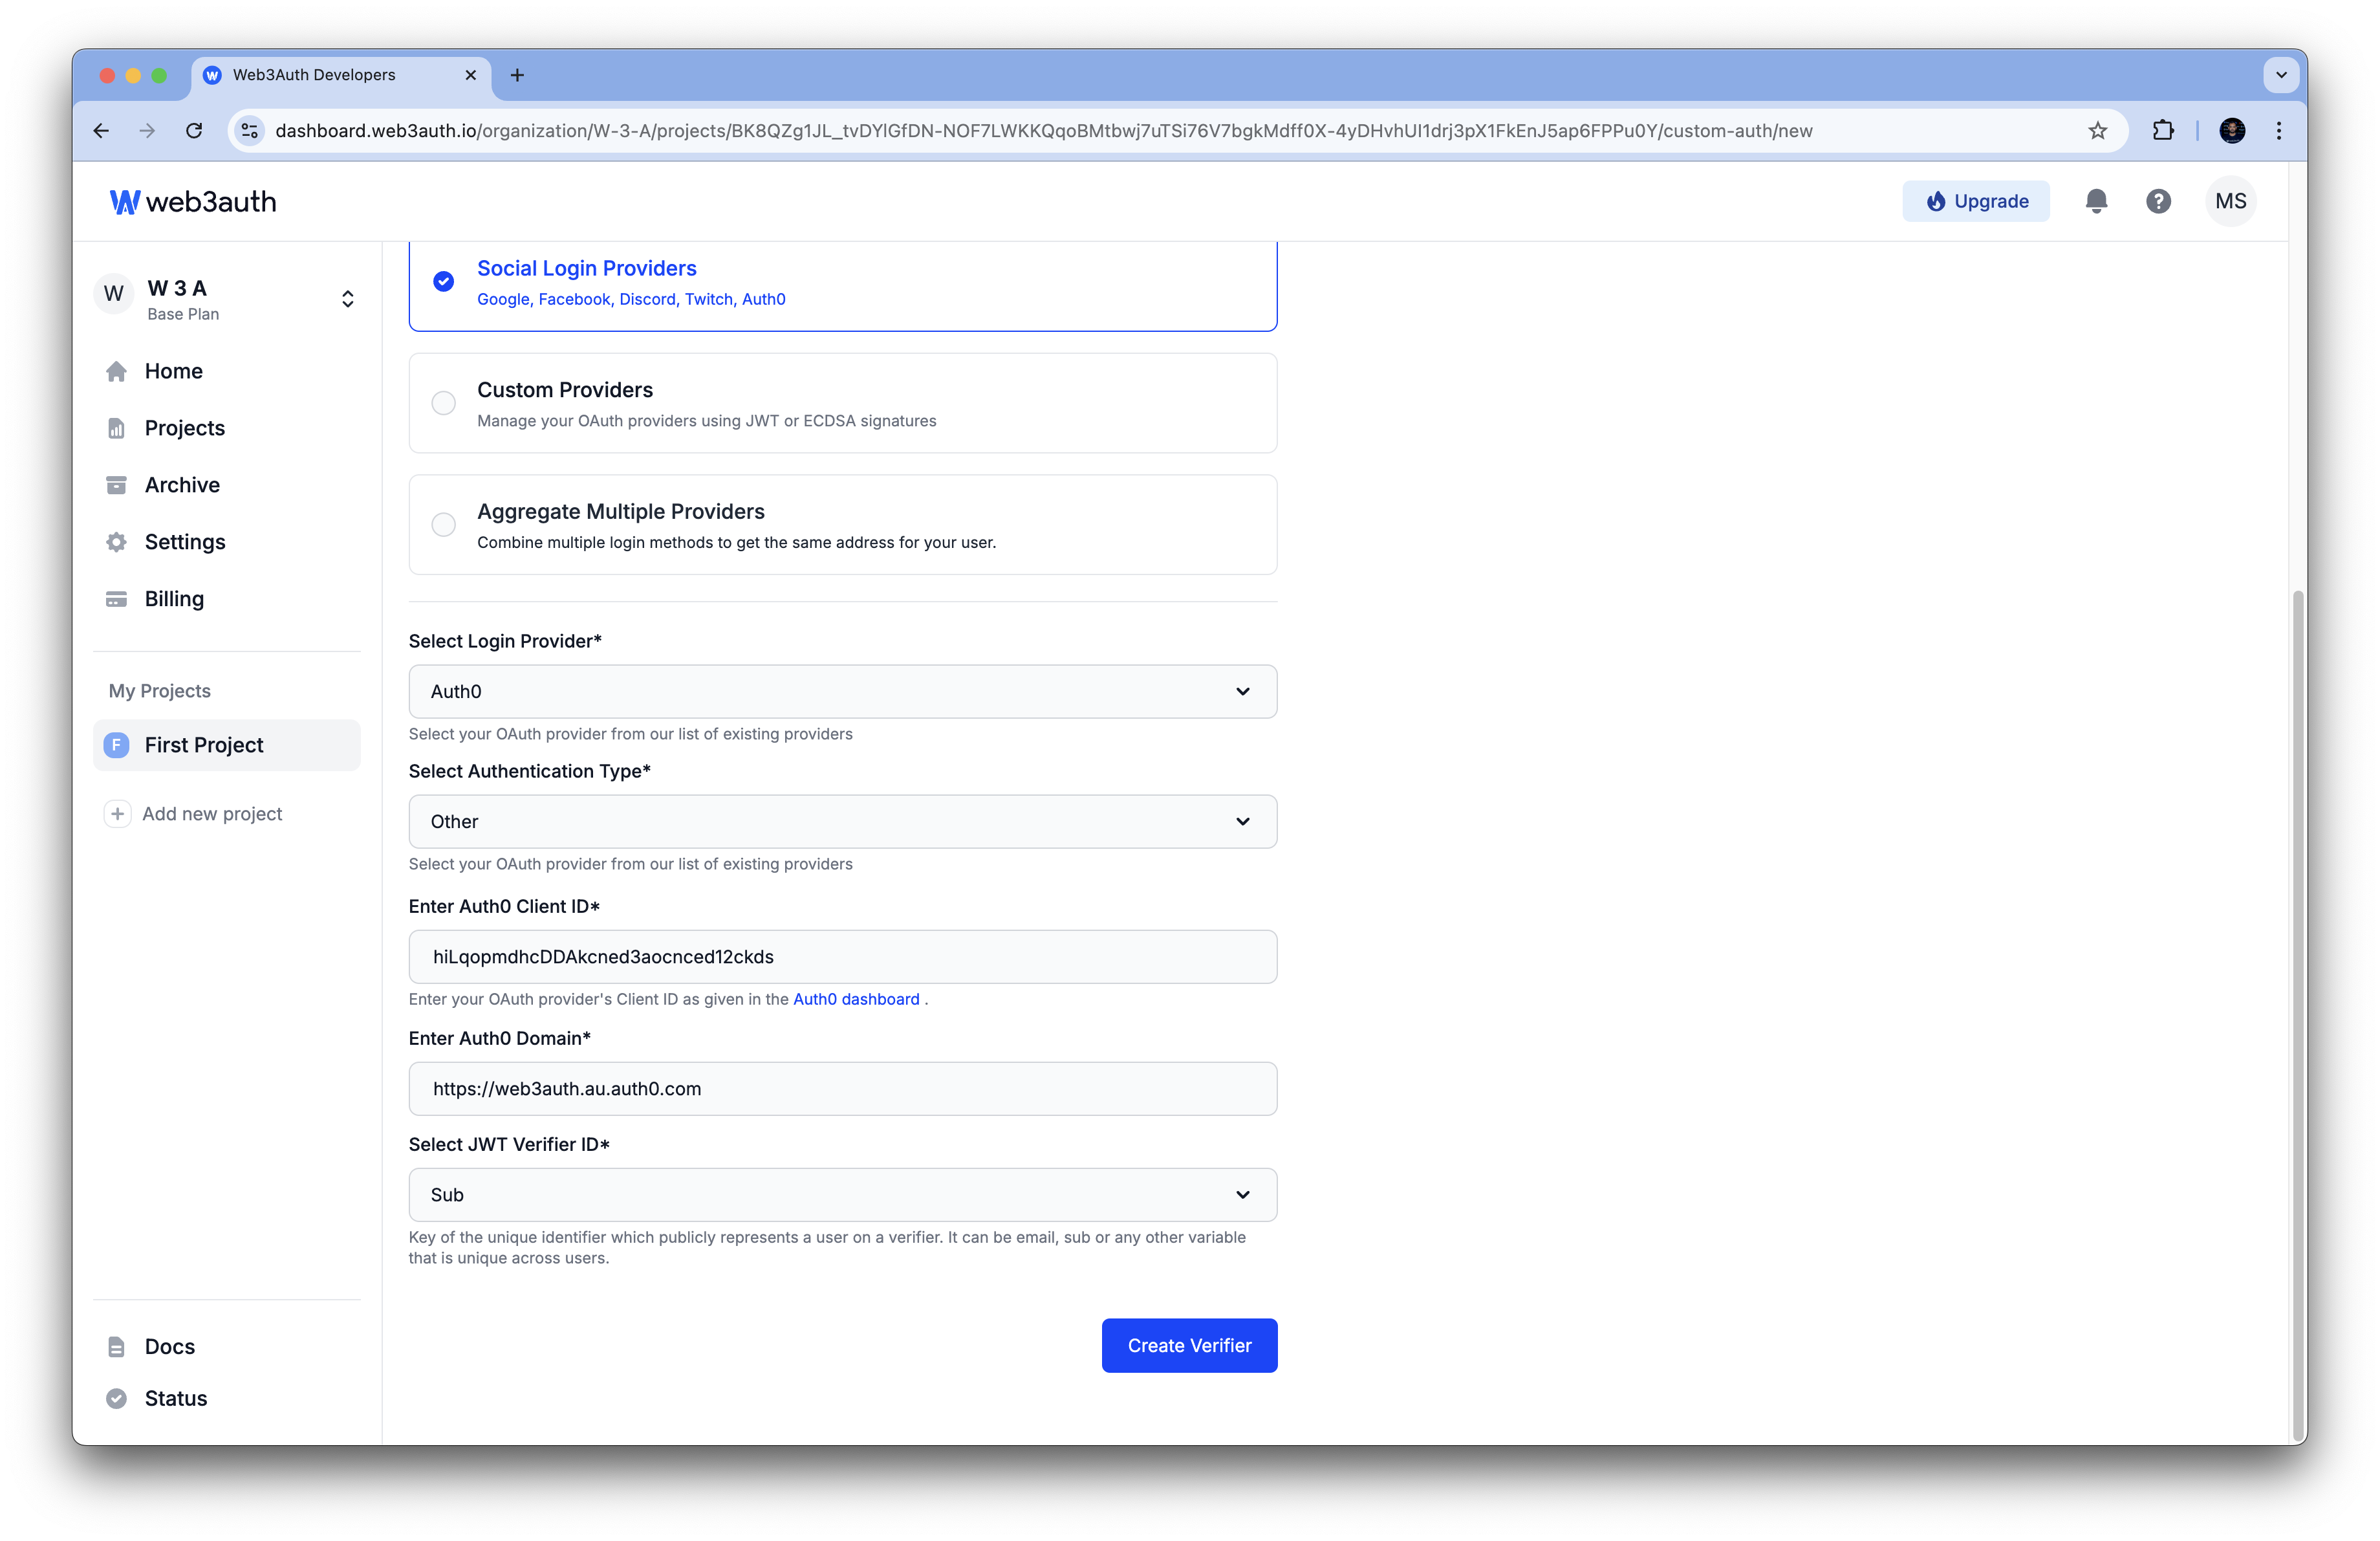 Web3Auth Developers
dashboard.web3auth.io/organization/W-3-A/projects/BK8QZg1JL_tvDYlGfDN-NOF7LWKKQqoBMtbwj7uTSi76V7bgkMdff0X-4yDHvhUI1drj3pX1FkEnJ5ap6FPPu0Y/custom-auth/new
web3auth
Upgrade
MS
W
W 3 A
Base Plan
Home
Projects
Archive
Settings
Billing
My Projects
F
First Project
Add new project
Docs
Status
Social Login Providers
Google, Facebook, Discord, Twitch, Auth0
Custom Providers
Manage your OAuth providers using JWT or ECDSA signatures
Aggregate Multiple Providers
Combine multiple login methods to get the same address for your user.
Select Login Provider*
Auth0
Select your OAuth provider from our list of existing providers
Select Authentication Type*
Other
Select your OAuth provider from our list of existing providers
Enter Auth0 Client ID*
hiLqopmdhcDDAkcned3aocnced12ckds
Enter your OAuth provider's Client ID as given in the Auth0 dashboard .
Enter Auth0 Domain*
https://web3auth.au.auth0.com
Select JWT Verifier ID*
Sub
Key of the unique identifier which publicly represents a user on a verifier. It can be email, sub or any other variable
that is unique across users.
Create Verifier